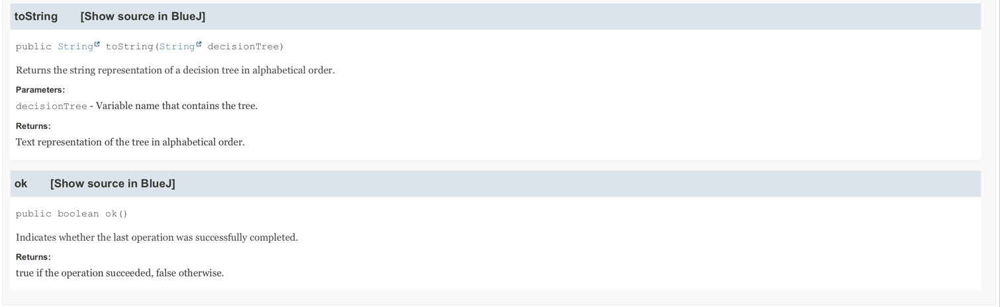 toString [Show source in BlueJ]
public String toString(String decisionTree)
Returns the string representation of a decision tree in alphabetical order.
Parameters:
decisionTree - Variable name that contains the tree.
Returns:
Text representation of the tree in alphabetical order.
ok [Show source in BlueJ]
public boolean ok()
Indicates whether the last operation was successfully completed.
Returns:
true if the operation succeeded, false otherwise.